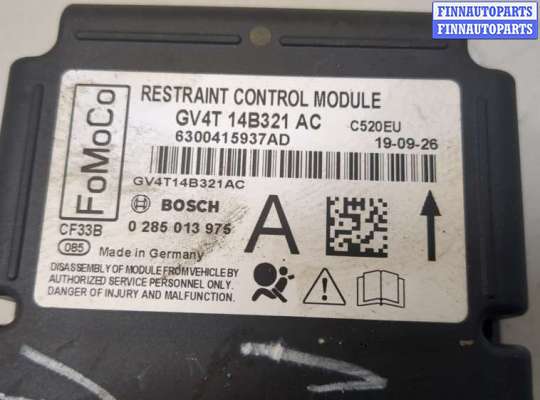 FINNAUTOPARTS
FINNAUTOPARTS
FoMoCo
RESTRAINT CONTROL MODULE
GV4T 14B321 AC C520EU
6300415937AD 19-09-26
GV4T14B321AC
BOSCH
CF33B 0 285 013 975 A
085 Made in Germany
DISASSEMBLY OF MODULE FROM VEHICLE BY
AUTHORIZED SERVICE PERSONNEL ONLY.
DANGER OF INJURY AND MALFUNCTION.